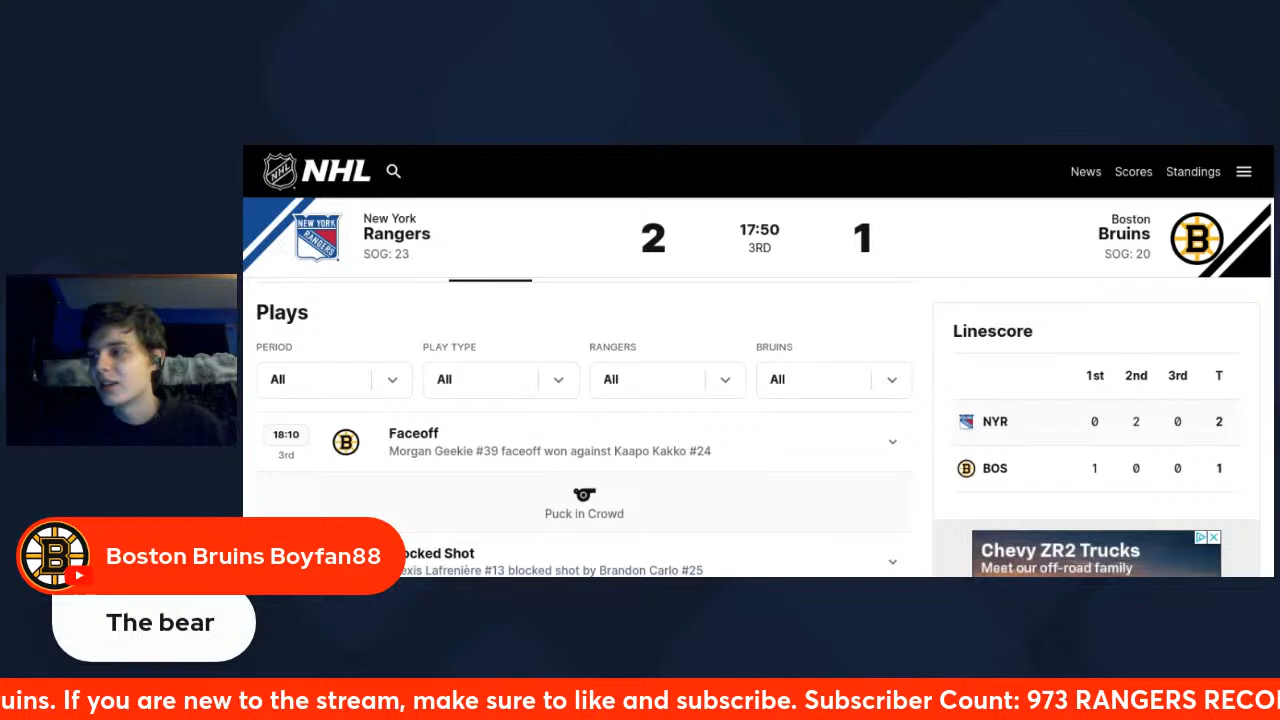 NHL
News Scores Standings
New York
Rangers
SOG: 23
NEW YORK
RANGERS
2
17:50
3RD
1
Boston
Bruins
SOG: 20
B
Plays
PERIOD PLAY TYPE RANGERS BRUINS
All All All All
18:10
3rd
Faceoff
Morgan Geekie #39 faceoff won against Kaapo Kakko #24
Puck in Crowd
ocked Shot
exis Lafrenière #13 blocked shot by Brandon Carlo #25
Linescore
1st 2nd 3rd T
NYR 0 2 0 2
BOS 1 0 0 1
Chevy ZR2 Trucks
Meet our off-road family
Boston Bruins Boyfan88
The bear
uins. If you are new to the stream, make sure to like and subscribe. Subscriber Count: 973 RANGERS RECO